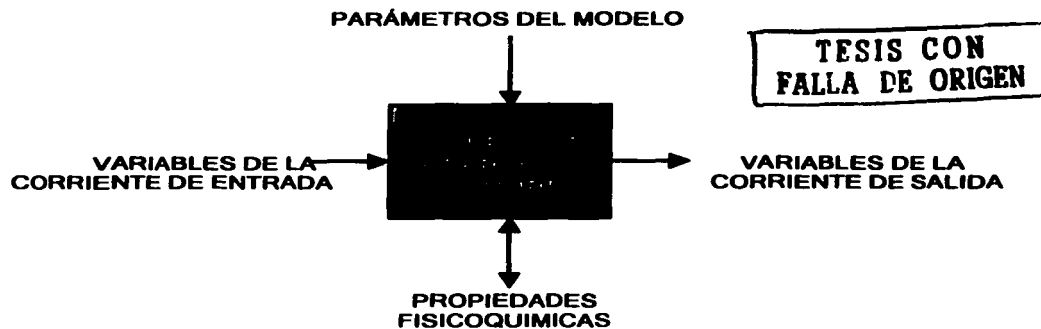 PARÁMETROS DEL MODELO
TESIS CON
FALLA DE ORIGEN
VARIABLES DE LA
CORRIENTE DE ENTRADA
VARIABLES DE LA
CORRIENTE DE SALIDA
PROPIEDADES
FISICOQUIMICAS